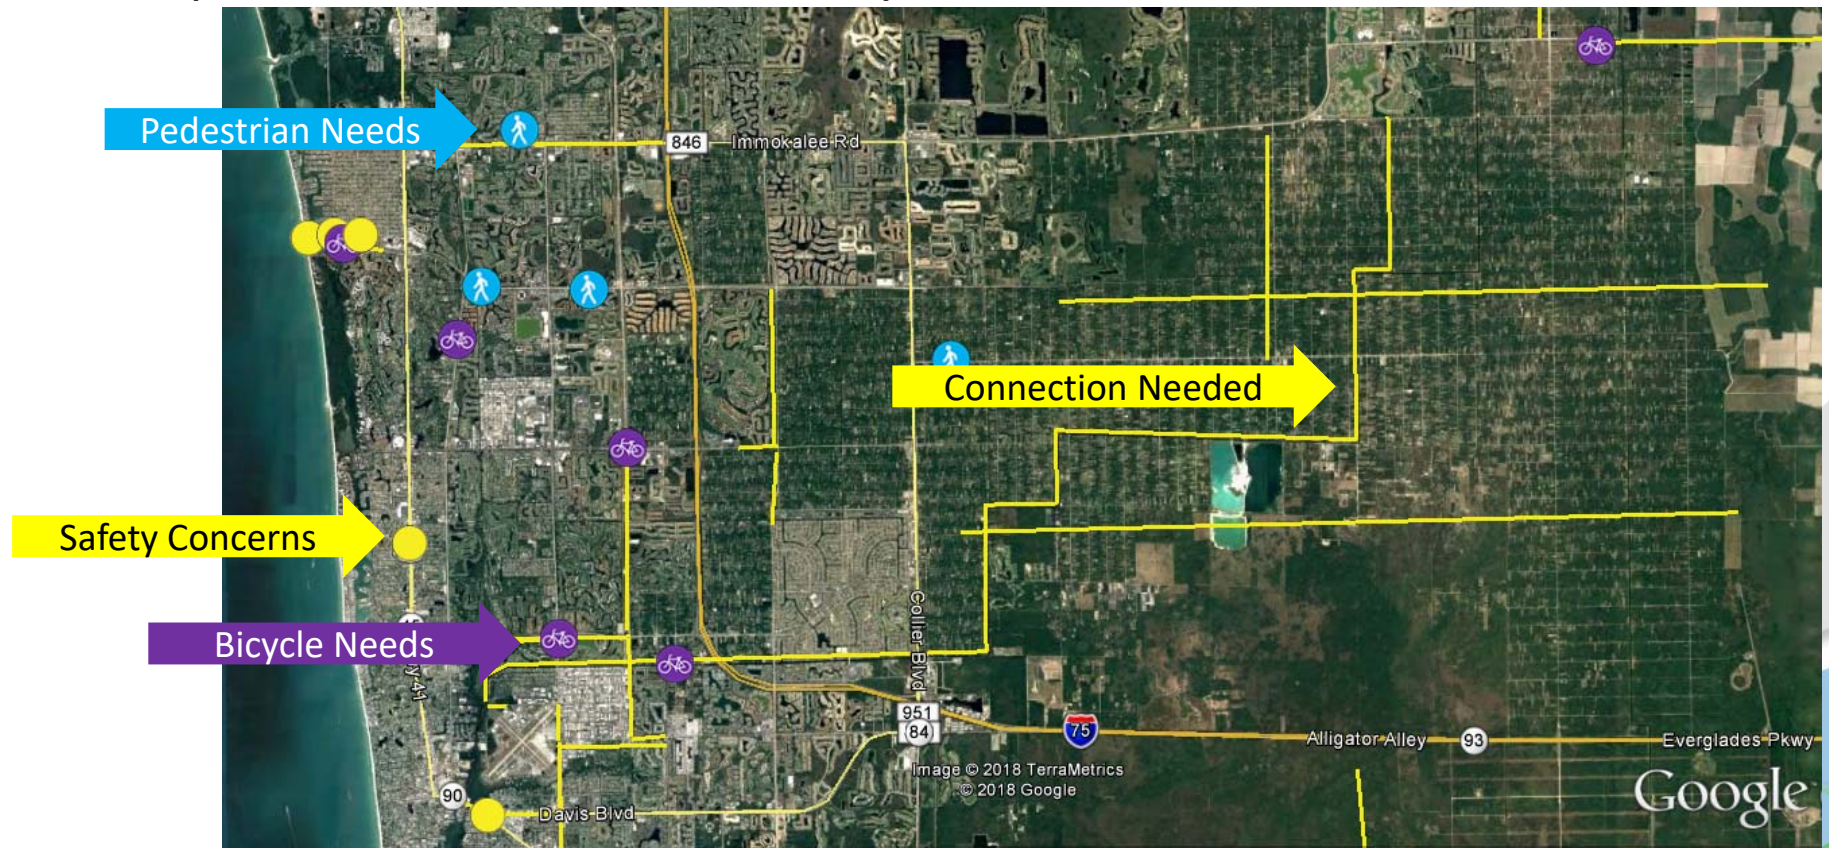 Pedestrian Needs
846
Immokalee Rd
Connection Needed
Safety Concerns
Bicycle Needs
Collier Blvd
951
84
75
Alligator Alley
93
Everglades Pkwy
Image © 2018 TerraMetrics
© 2018 Google
Google
90
Davis Blvd